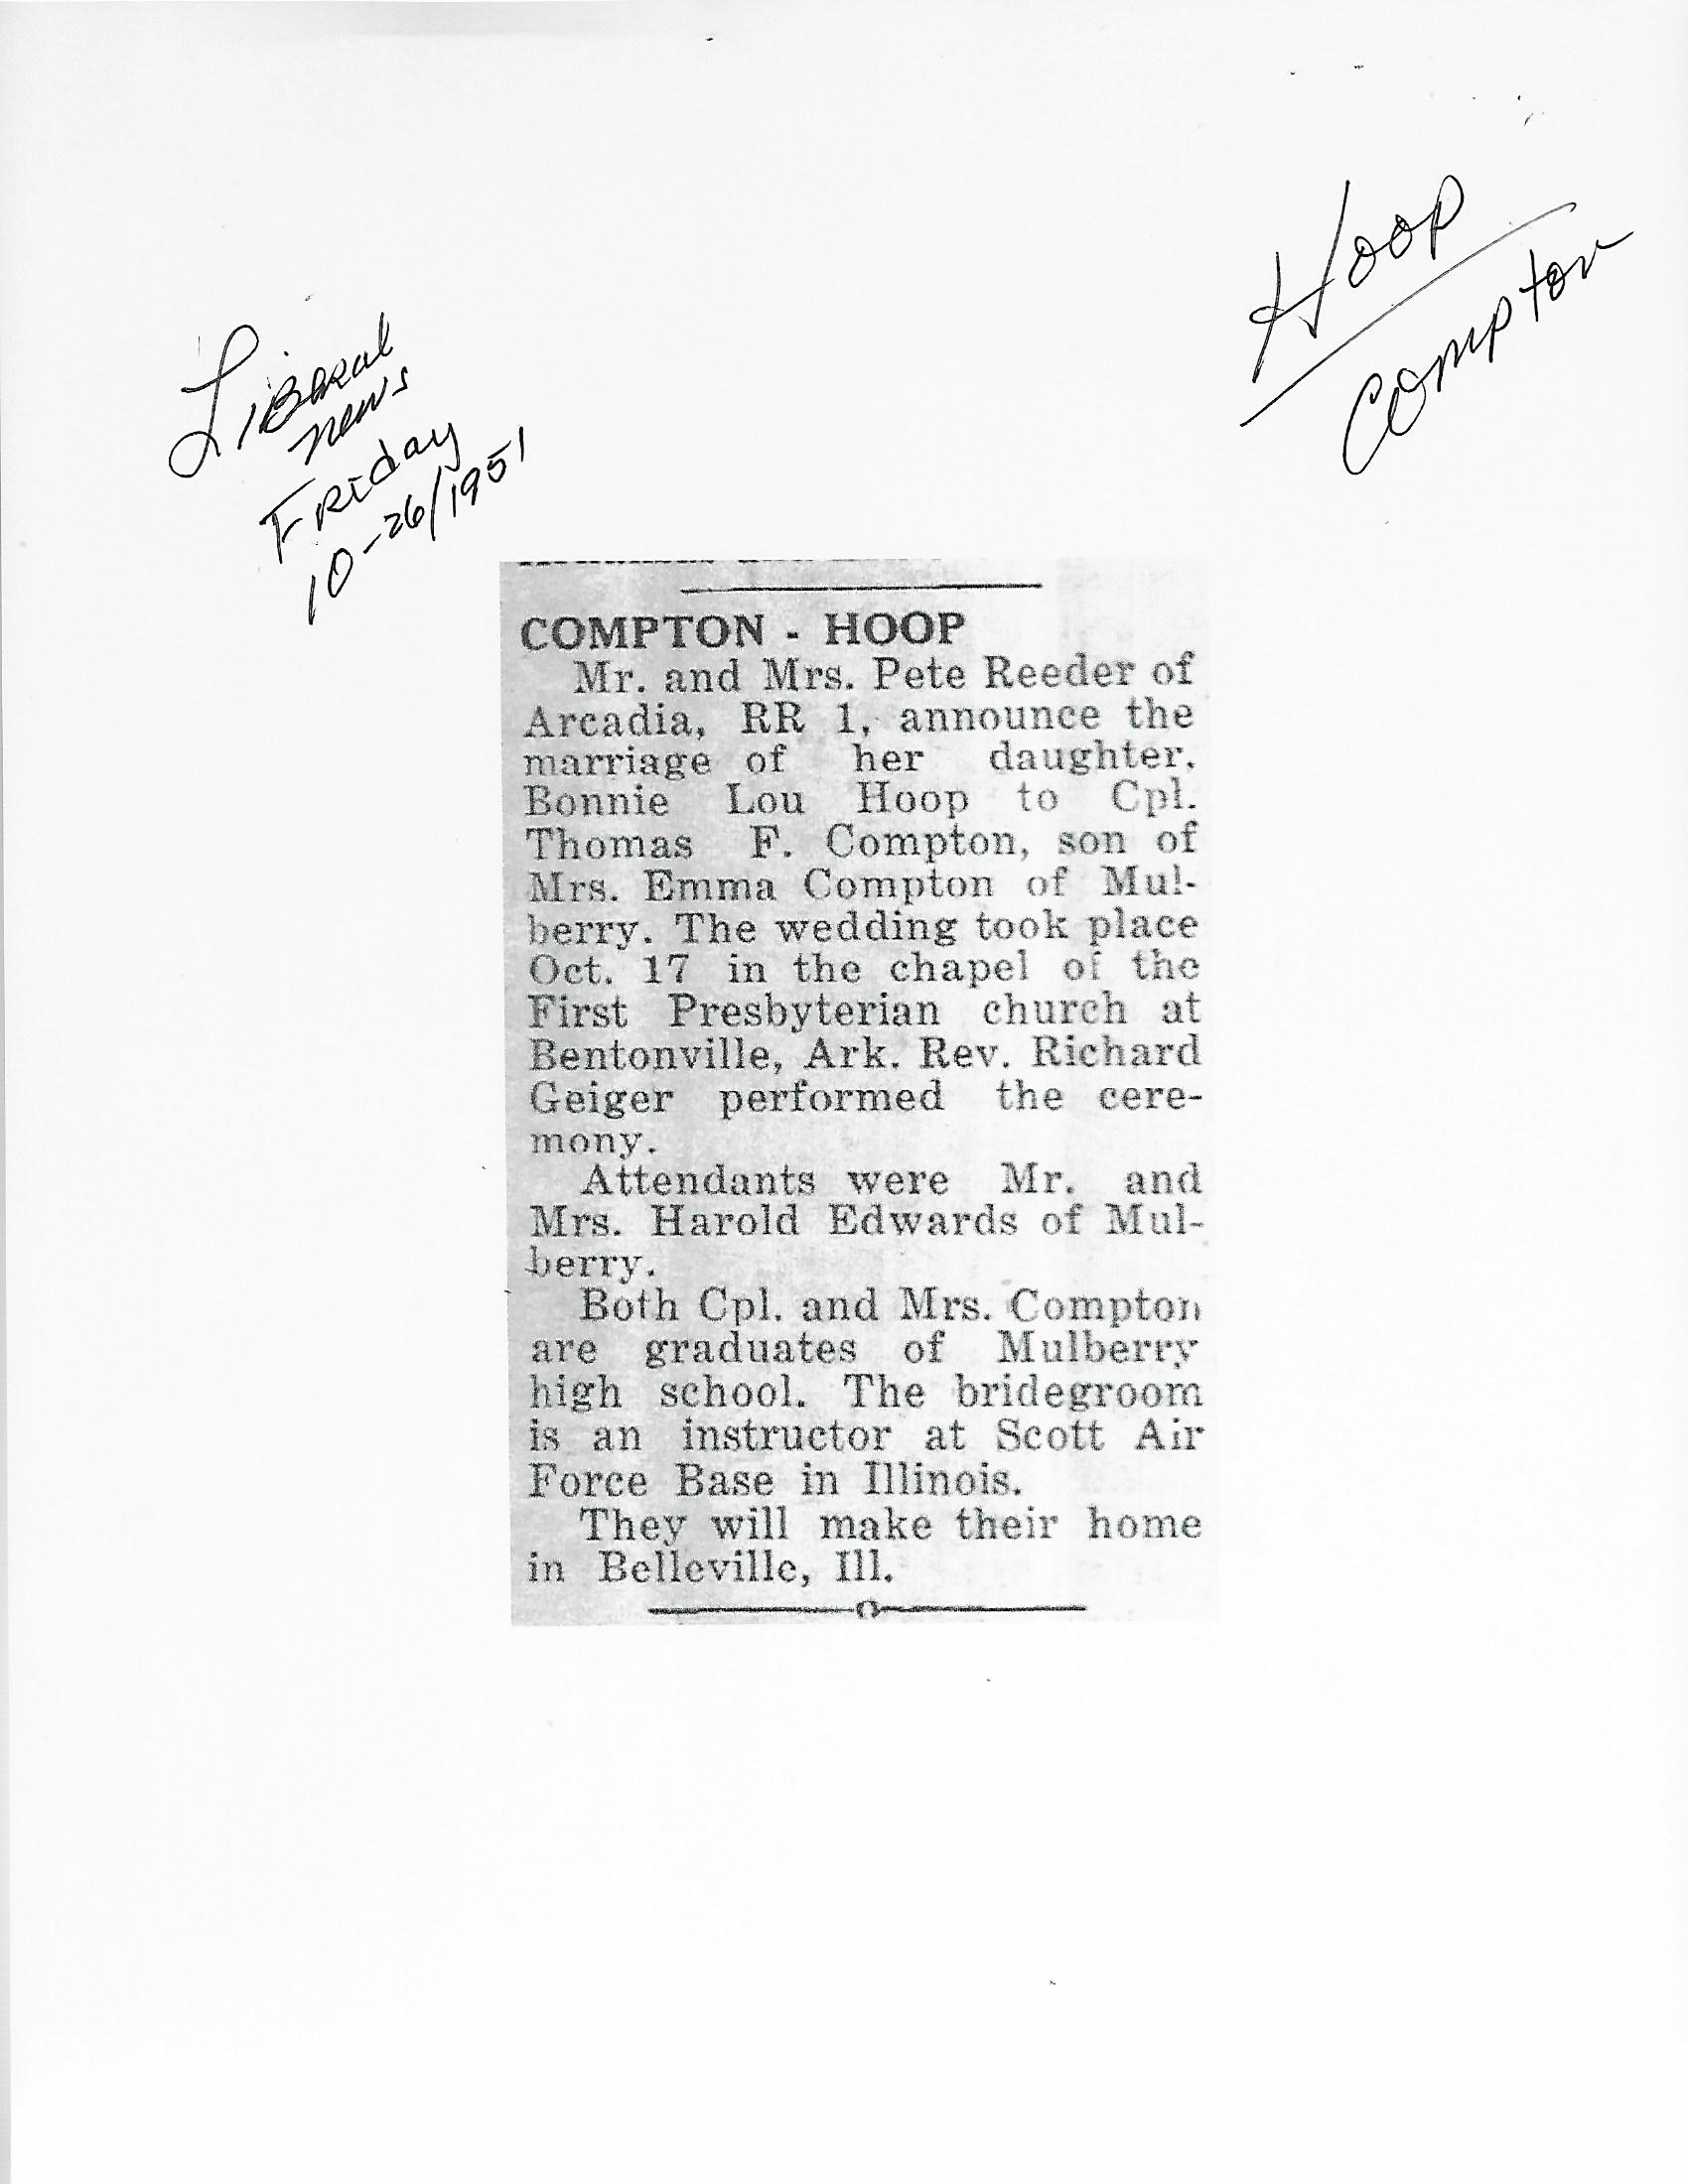 Hoop
Compton
Liberal
News
Friday
10-26/1951
COMPTON - HOOP
Mr. and Mrs. Pete Reeder of
Arcadia, RR 1, announce the
marriage of her daughter,
Bonnie Lou Hoop to Cpl.
Thomas F. Compton, son of
Mrs. Emma Compton of Mul-
berry. The wedding took place
Oct. 17 in the chapel of the
First Presbyterian church at
Bentonville, Ark. Rev. Richard
Geiger performed the cere-
mony.
Attendants were Mr. and
Mrs. Harold Edwards of Mul-
berry.
Both Cpl. and Mrs. Compton
are graduates of Mulberry
high school. The bridegroom
is an instructor at Scott Air
Force Base in Illinois.
They will make their home
in Belleville, Ill.